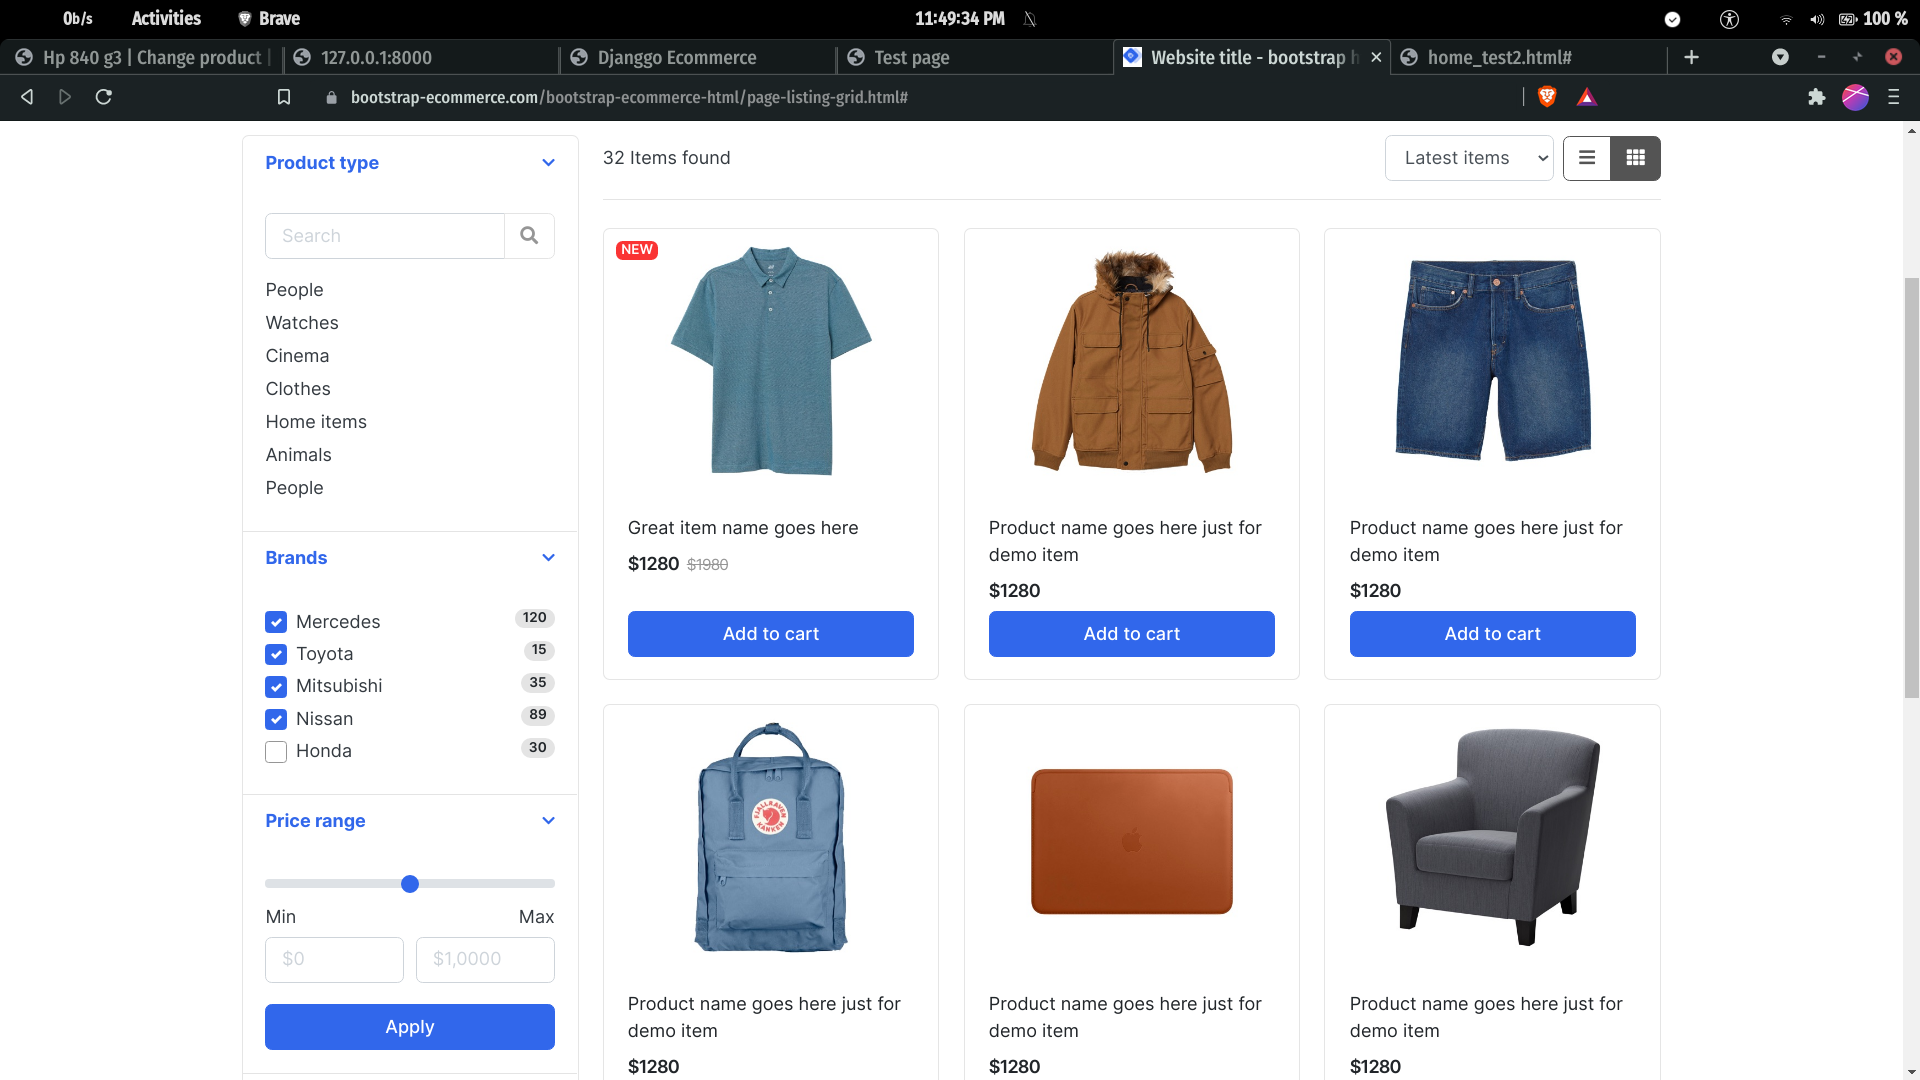 0b/s Activities Brave 11:49:34 PM 100 %
Hp 840 g3 | Change product | 127.0.0.1:8000 Djanggo Ecommerce Test page Website title - bootstrap h home_test2.html#
bootstrap-ecommerce.com/bootstrap-ecommerce-html/page-listing-grid.html#
Product type
Search
People
Watches
Cinema
Clothes
Home items
Animals
People
Brands
Mercedes 120
Toyota 15
Mitsubishi 35
Nissan 89
Honda 30
Price range
Min Max
$0 $1,0000
Apply
32 Items found Latest items
NEW
Great item name goes here
$1280 $1980
Add to cart
Product name goes here just for
demo item
$1280
Add to cart
Product name goes here just for
demo item
$1280
Add to cart
FJÄLLRÄVEN
KÅNKEN
Product name goes here just for
demo item
$1280
Product name goes here just for
demo item
$1280
Product name goes here just for
demo item
$1280